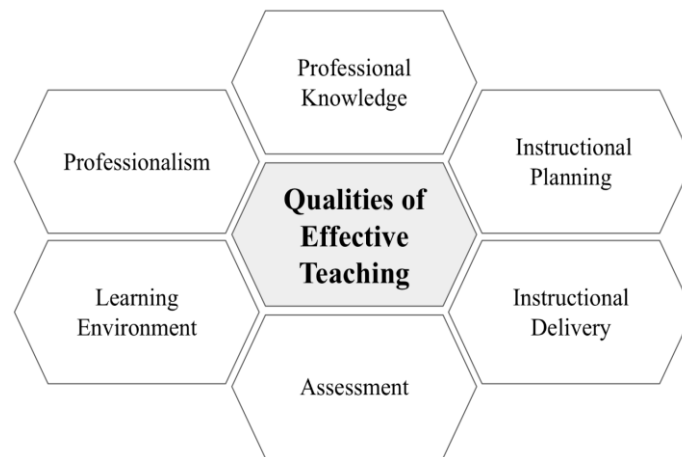 Professional
Knowledge
Professionalism
Instructional
Planning
Qualities of
Effective
Teaching
Learning
Environment
Instructional
Delivery
Assessment